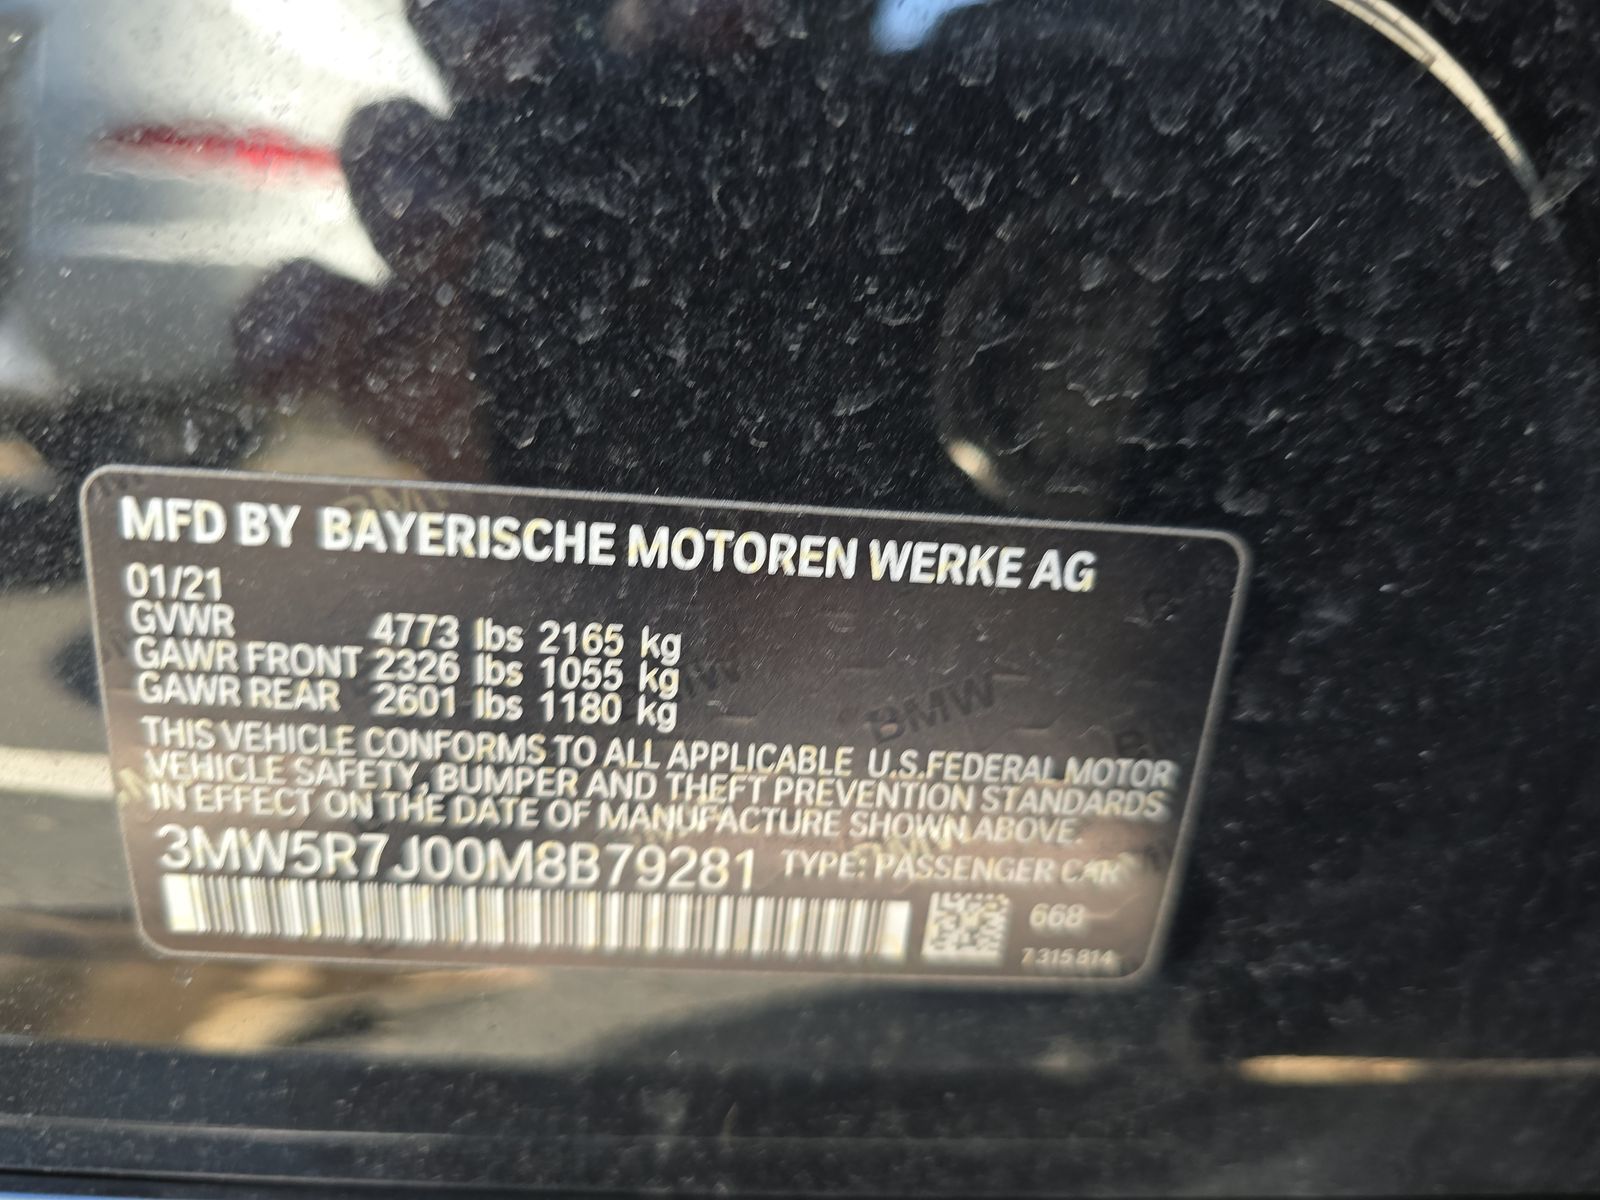 MFD BY BAYERISCHE MOTOREN WERKE AG
01/21
GVWR 4773 lbs 2165 kg
GAWR FRONT 2326 lbs 1055 kg
GAWR REAR 2601 lbs 1180 kg
THIS VEHICLE CONFORMS TO ALL APPLICABLE U.S.FEDERAL MOTOR
VEHICLE SAFETY, BUMPER AND THEFT PREVENTION STANDARDS
IN EFFECT ON THE DATE OF MANUFACTURE SHOWN ABOVE.
3MW5R7J00M8B79281 TYPE: PASSENGER CAR
668
7 315 814